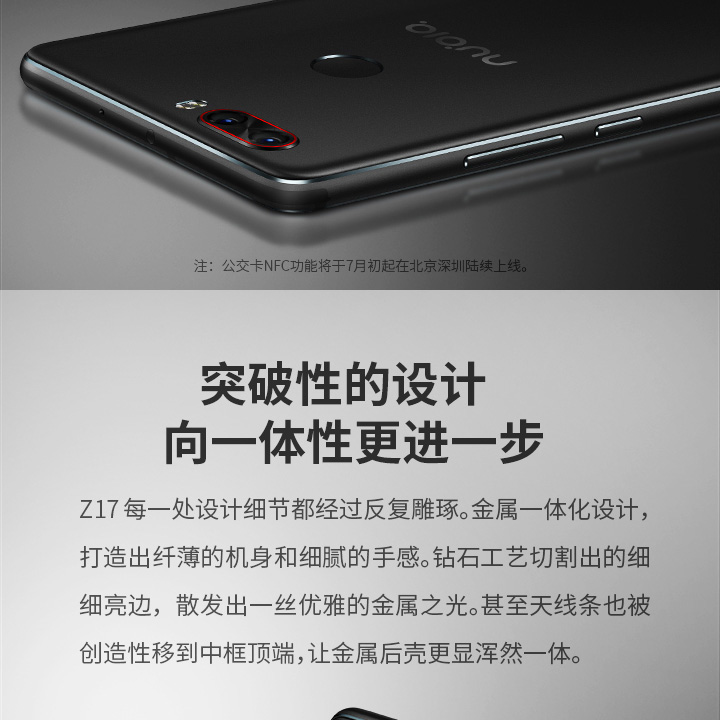 nubia
注：公交卡NFC功能将于7月初起在北京深圳陆续上线。
突破性的设计
向一体性更进一步
Z17 每一处设计细节都经过反复雕琢。金属一体化设计，
打造出纤薄的机身和细腻的手感。钻石工艺切割出的细
细亮边，散发出一丝优雅的金属之光。甚至天线条也被
创造性移到中框顶端，让金属后壳更显浑然一体。